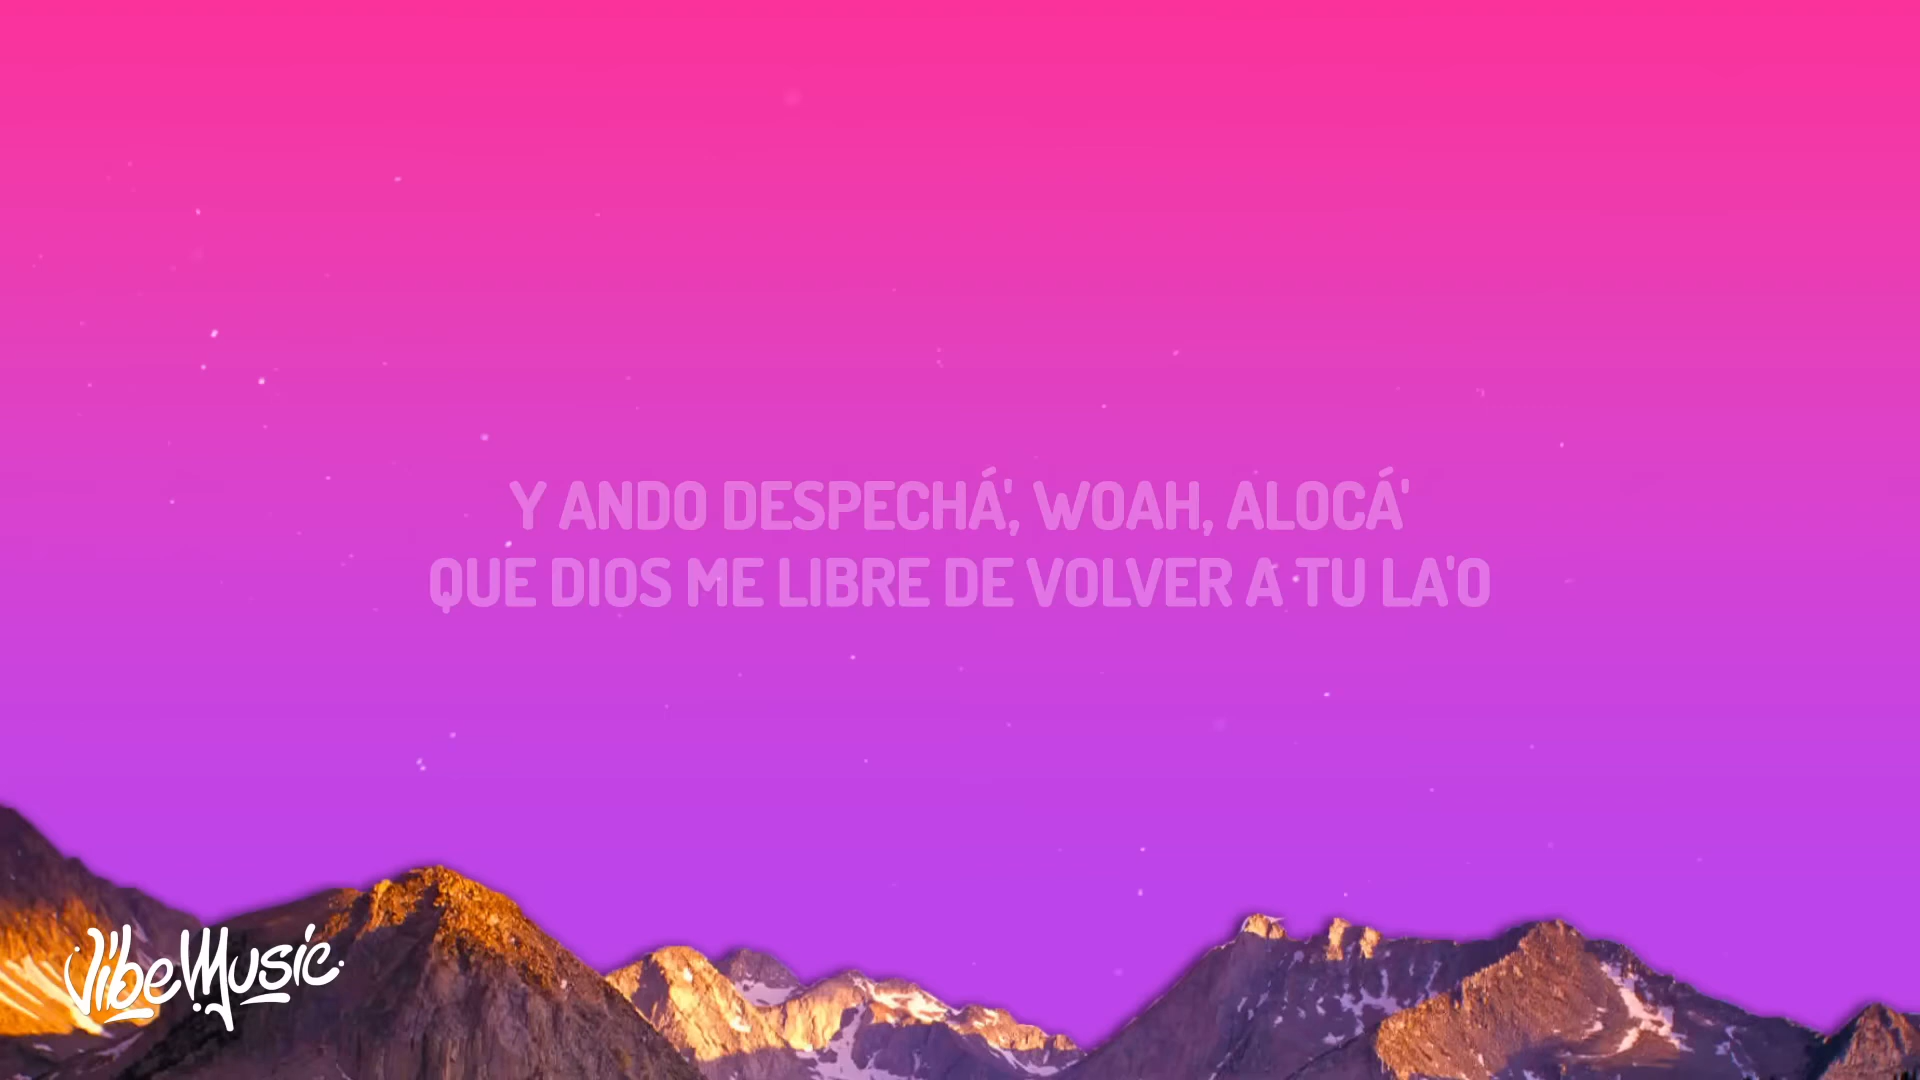 Y ANDO DESPECHÁ', WOAH, ALOCÁ'
QUE DIOS ME LIBRE DE VOLVER A TU LA'O
VibeMusic